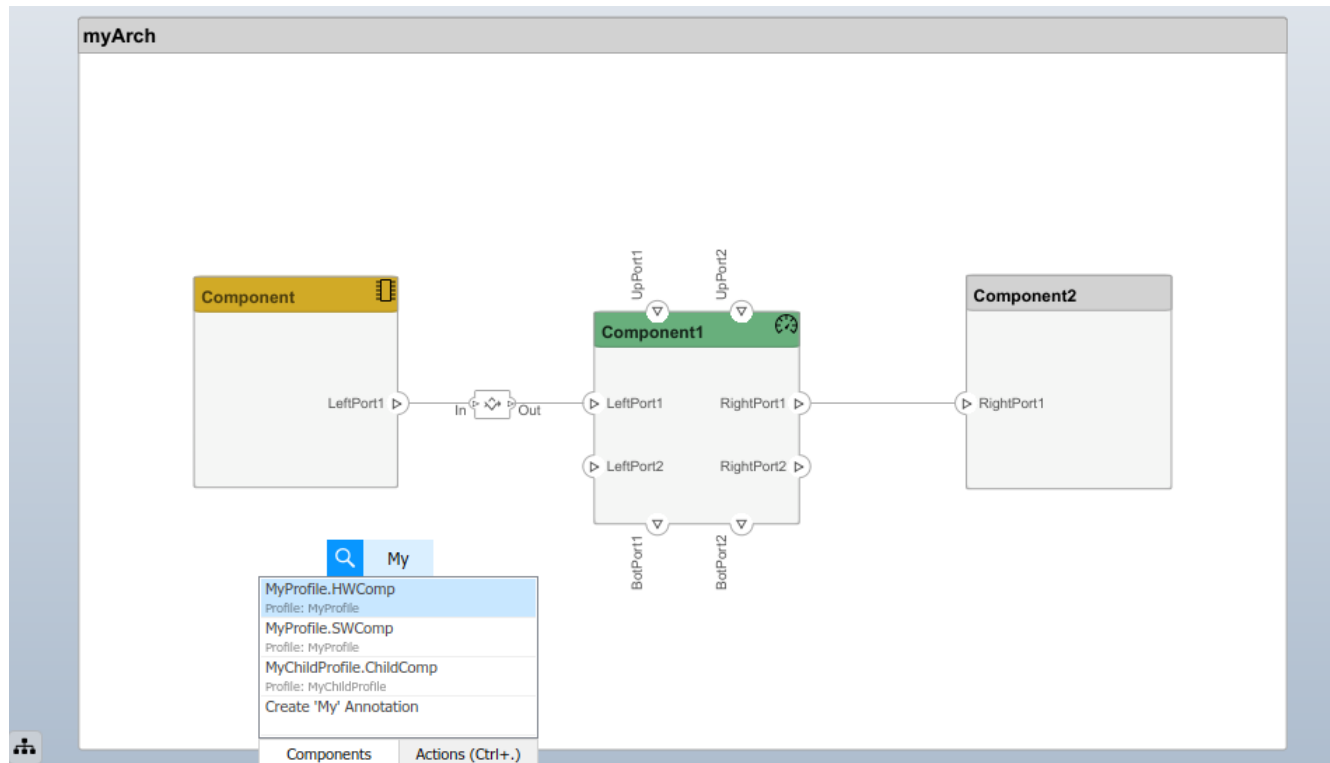 myArch
UpPort1
UpPort2
Component
Component1
Component2
LeftPort1
In
Out
LeftPort1
RightPort1
RightPort1
LeftPort2
RightPort2
BotPort1
BotPort2
My
MyProfile.HWComp
Profile: MyProfile
MyProfile.SWComp
Profile: MyProfile
MyChildProfile.ChildComp
Profile: MyChildProfile
Create 'My' Annotation
Components
Actions (Ctrl+.)